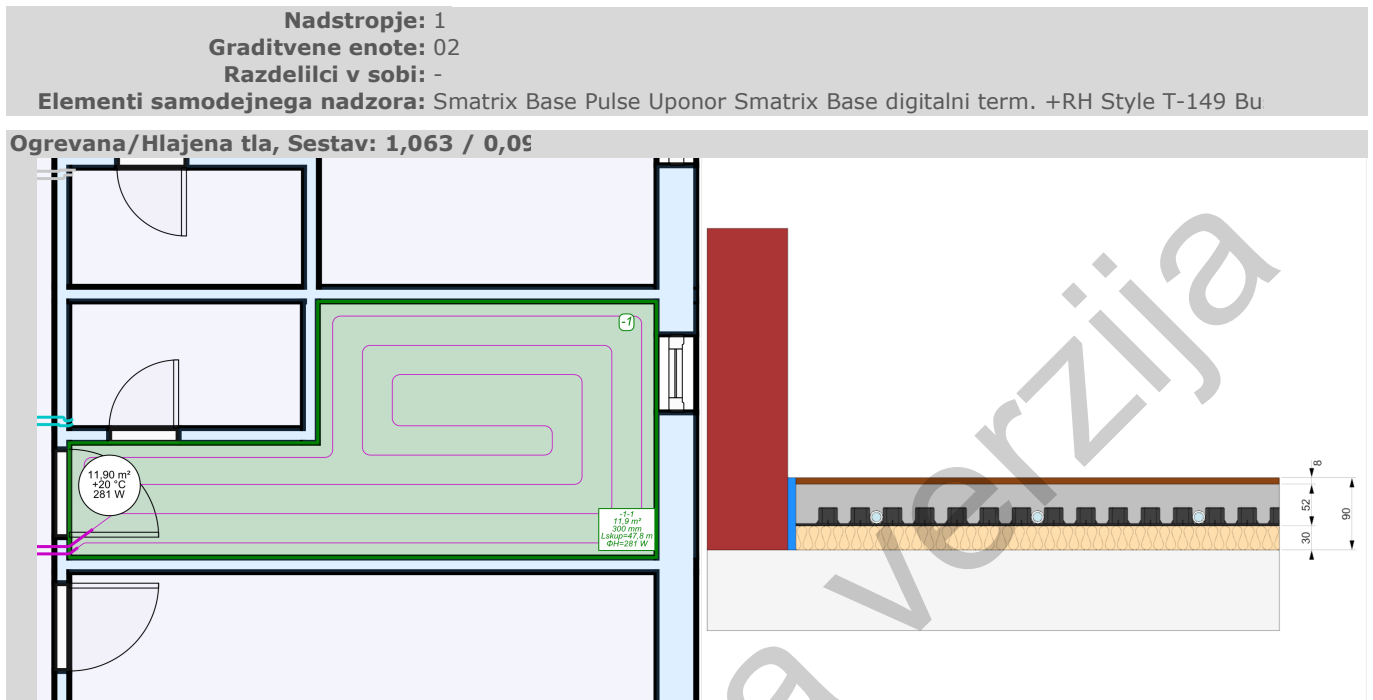 Nadstropje: 1
Graditvene enote: 02
Razdelilci v sobi: -
Elementi samodejnega nadzora: Smatrix Base Pulse Uponor Smatrix Base digitalni term. +RH Style T-149 Bu
Ogrevana/Hlajena tla, Sestav: 1,063 / 0,09
-1
11,90 m²
+20 °C
281 W
-1-1
11,9 m²
300 mm
Lskup=47,8 m
ΦH=281 W
8
52
90
30
a verzija